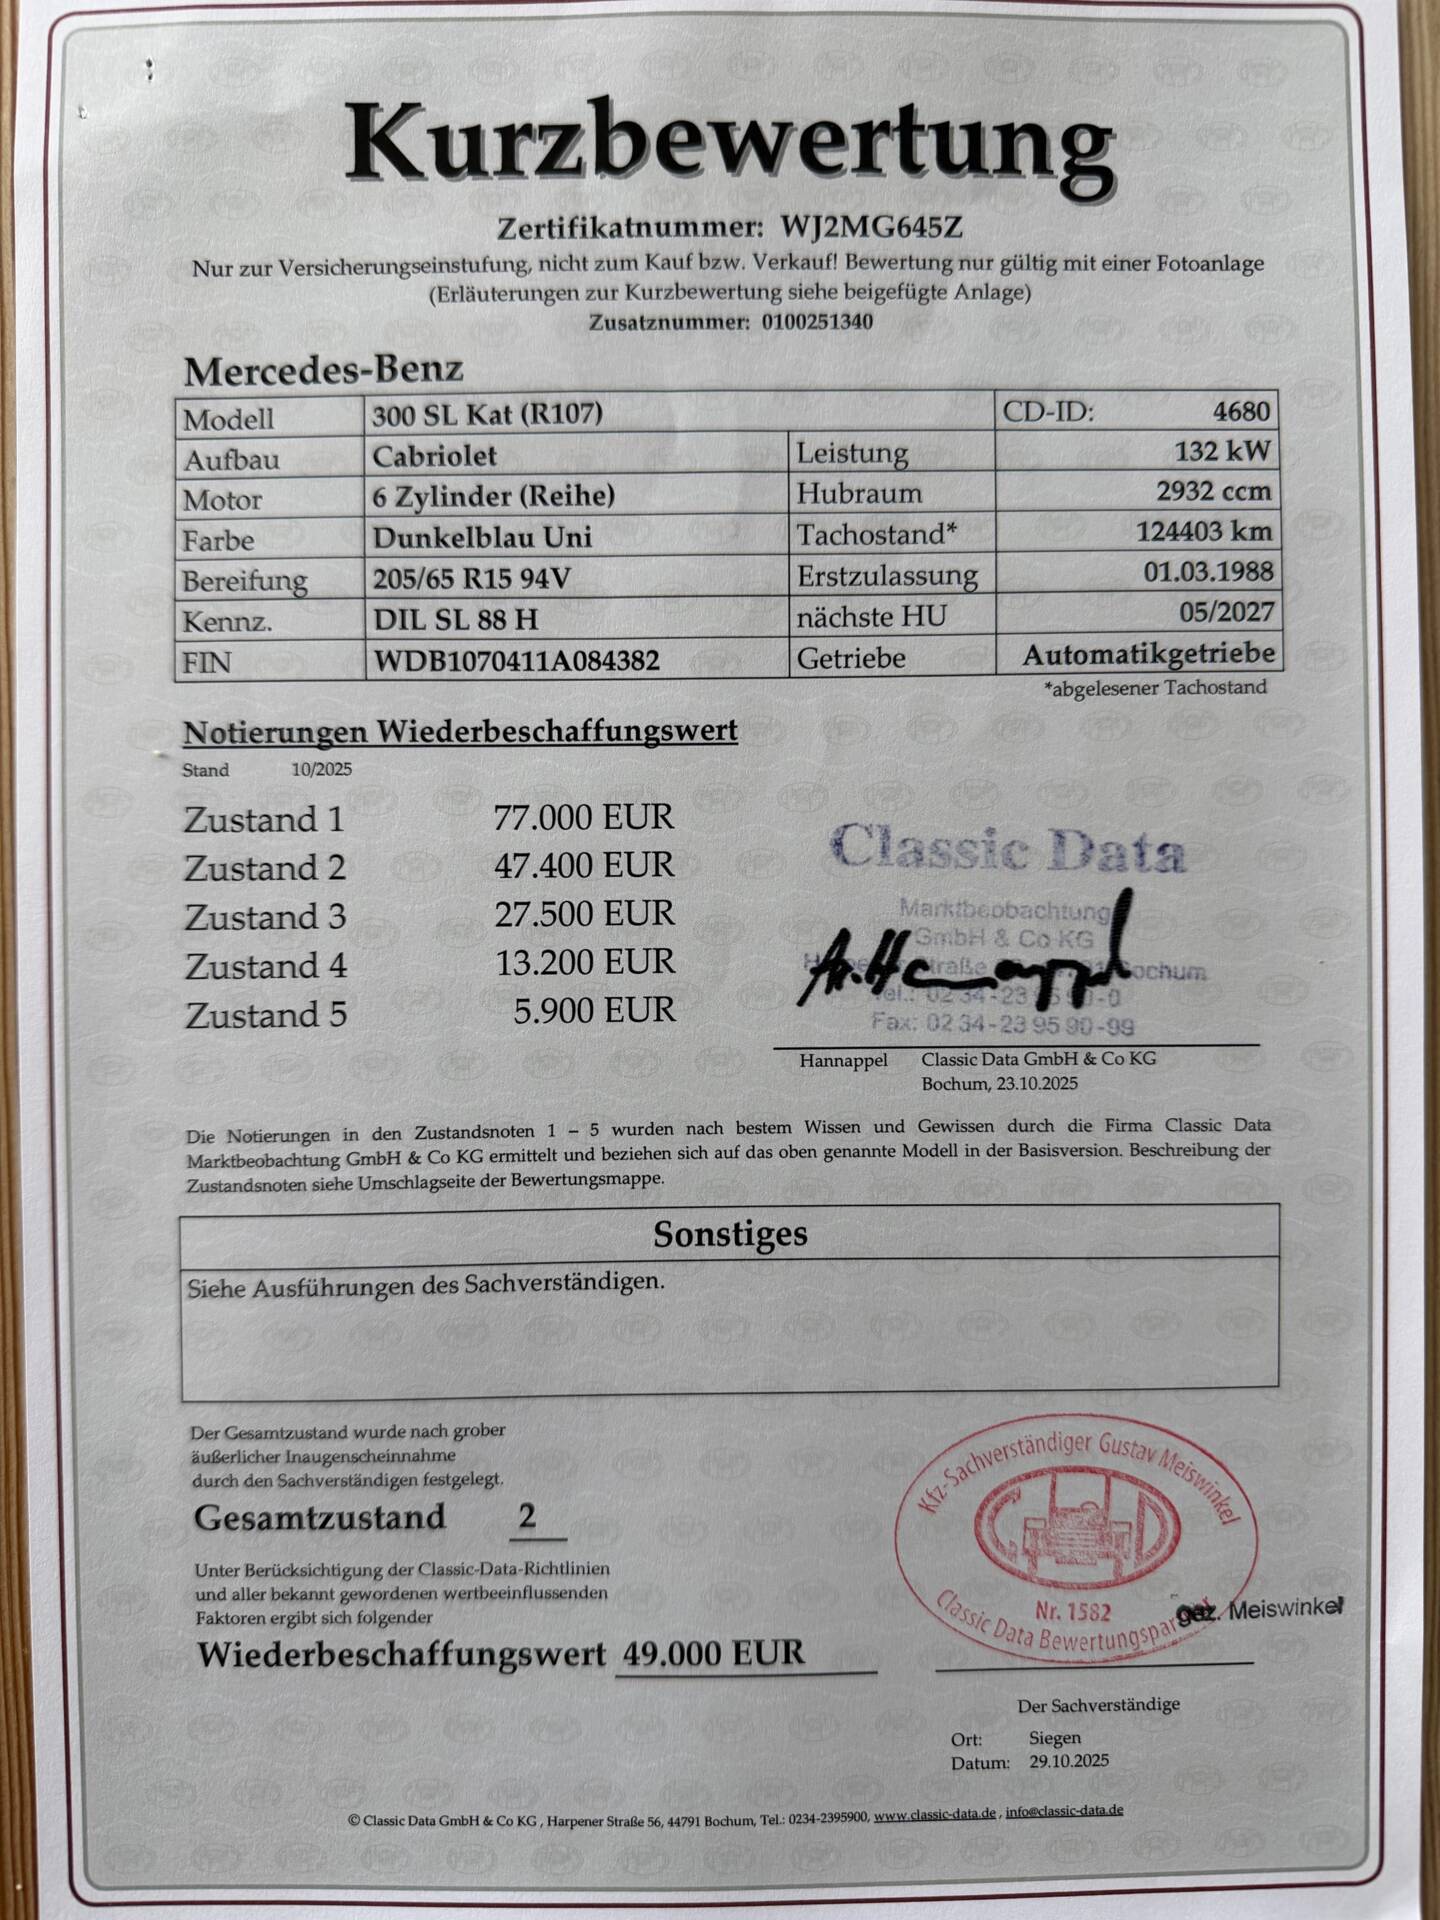 Kurzbewertung
Zertifikatnummer: WJ2MG645Z
Nur zur Versicherungseinstufung, nicht zum Kauf bzw. Verkauf! Bewertung nur gültig mit einer Fotoanlage
(Erläuterungen zur Kurzbewertung siehe beigefügte Anlage)
Zusatznummer: 0100251340
Mercedes-Benz
Modell 300 SL Kat (R107) CD-ID: 4680
Aufbau Cabriolet Leistung 132 kW
Motor 6 Zylinder (Reihe) Hubraum 2932 ccm
Farbe Dunkelblau Uni Tachostand* 124403 km
Bereifung 205/65 R15 94V Erstzulassung 01.03.1988
Kennz. DIL SL 88 H nächste HU 05/2027
FIN WDB1070411A084382 Getriebe Automatikgetriebe
*abgelesener Tachostand
Notierungen Wiederbeschaffungswert
Stand 10/2025
Zustand 1 77.000 EUR
Zustand 2 47.400 EUR
Zustand 3 27.500 EUR
Zustand 4 13.200 EUR
Zustand 5 5.900 EUR
Classic Data
Marktbeobachtung
GmbH & Co KG
Bochum
Tel.: 02 34-23 95 90-0
Fax: 02 34-23 95 90-99
Hannappel Classic Data GmbH & Co KG
Bochum, 23.10.2025
Die Notierungen in den Zustandsnoten 1 – 5 wurden nach bestem Wissen und Gewissen durch die Firma Classic Data
Marktbeobachtung GmbH & Co KG ermittelt und beziehen sich auf das oben genannte Modell in der Basisversion. Beschreibung der
Zustandsnoten siehe Umschlagseite der Bewertungsmappe.
Sonstiges
Siehe Ausführungen des Sachverständigen.
Der Gesamtzustand wurde nach grober
äußerlicher Inaugenscheinnahme
durch den Sachverständigen festgelegt.
Gesamtzustand 2
Unter Berücksichtigung der Classic-Data-Richtlinien
und aller bekannt gewordenen wertbeeinflussenden
Faktoren ergibt sich folgender
Wiederbeschaffungswert 49.000 EUR
Kfz-Sachverständiger Gustav Meiswinkel
Nr. 1582
Classic Data Bewertungspartner
gez. Meiswinkel
Der Sachverständige
Ort: Siegen
Datum: 29.10.2025
© Classic Data GmbH & Co KG , Harpener Straße 56, 44791 Bochum, Tel.: 0234-2395900, www.classic-data.de , info@classic-data.de